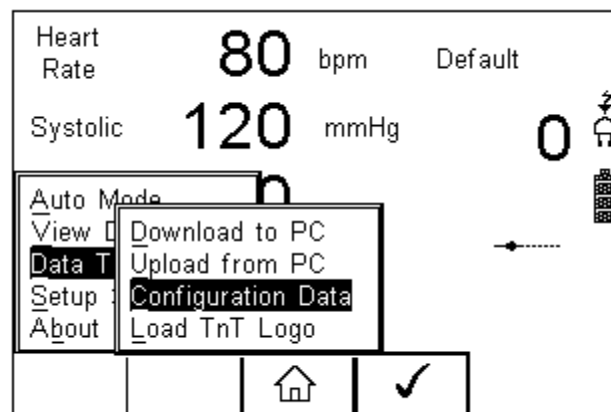 Heart Rate 80 bpm Default
Systolic 120 mmHg 0
Auto Mode
View D
Data T
Setup
About
Download to PC
Upload from PC
Configuration Data
Load TnT Logo